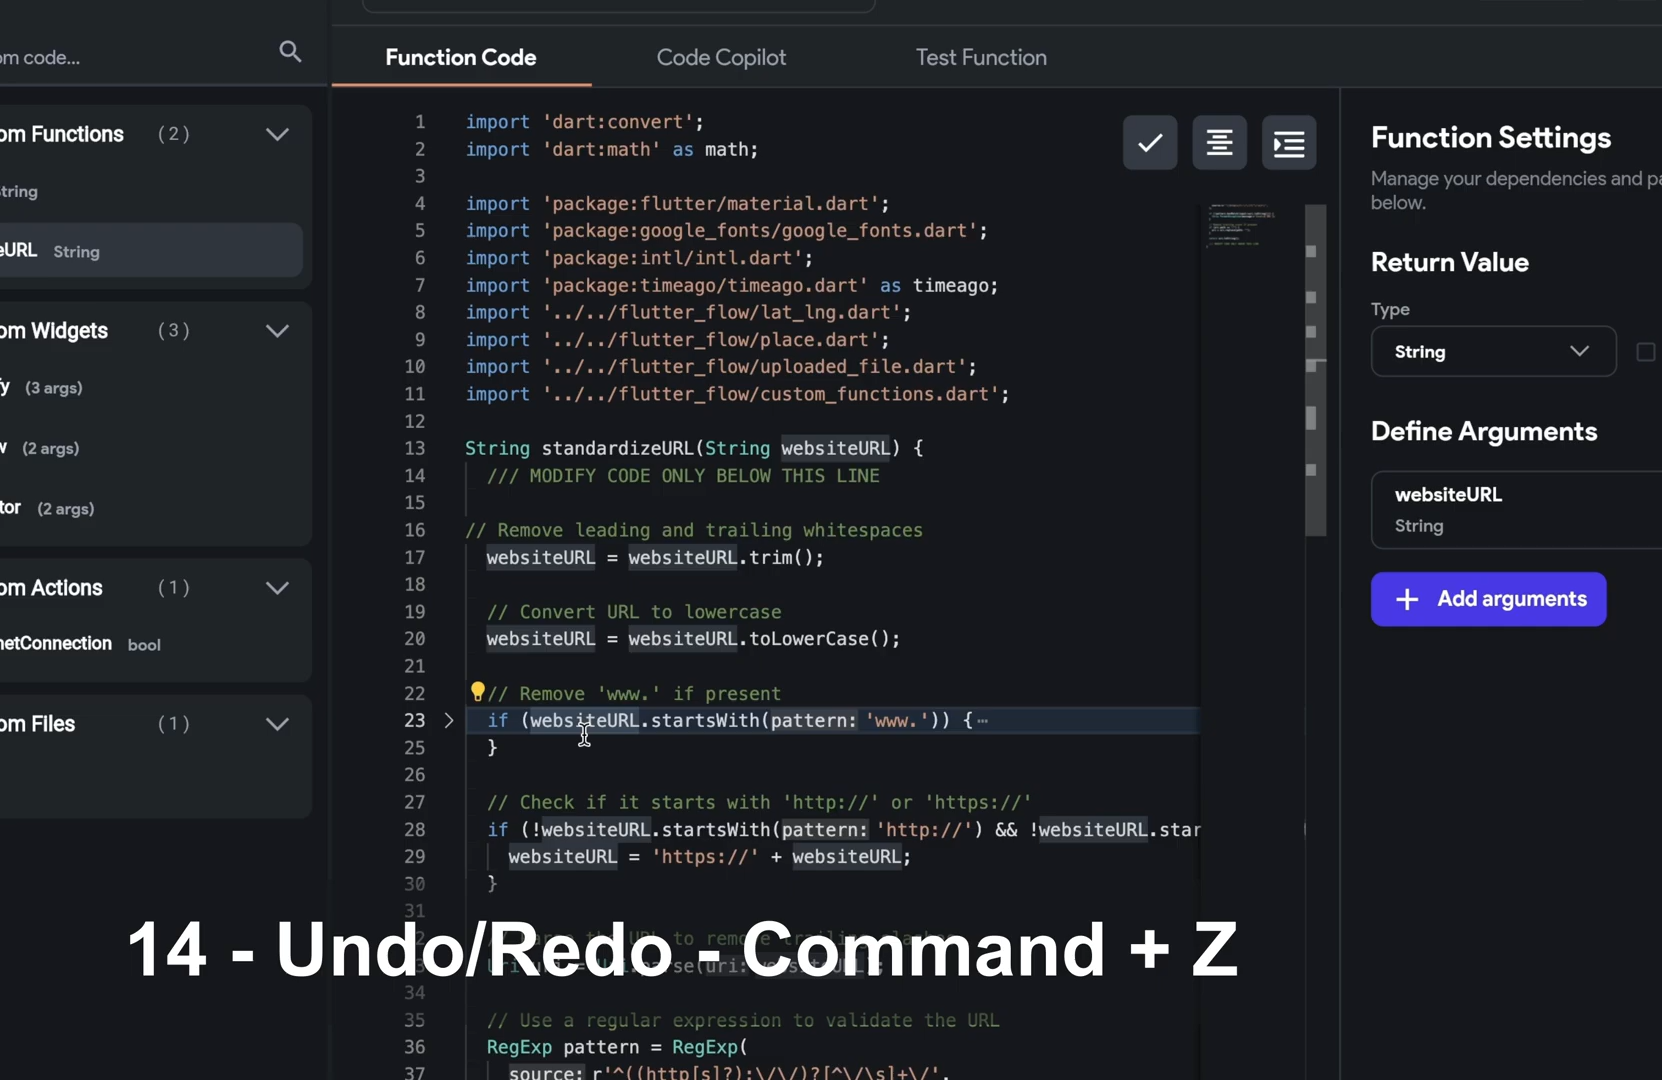 om code...
Function Code
Code Copilot
Test Function
om Functions (2)
String
eURL String
om Widgets (3)
fy (3 args)
w (2 args)
tor (2 args)
om Actions (1)
netConnection bool
om Files (1)
1 import 'dart:convert';
2 import 'dart:math' as math;
3
4 import 'package:flutter/material.dart';
5 import 'package:google_fonts/google_fonts.dart';
6 import 'package:intl/intl.dart';
7 import 'package:timeago/timeago.dart' as timeago;
8 import '../../flutter_flow/lat_lng.dart';
9 import '../../flutter_flow/place.dart';
10 import '../../flutter_flow/uploaded_file.dart';
11 import '../../flutter_flow/custom_functions.dart';
12
13 String standardizeURL(String websiteURL) {
14 /// MODIFY CODE ONLY BELOW THIS LINE
15
16 // Remove leading and trailing whitespaces
17 websiteURL = websiteURL.trim();
18
19 // Convert URL to lowercase
20 websiteURL = websiteURL.toLowerCase();
21
22 // Remove 'www.' if present
23 if (websiteURL.startsWith(pattern: 'www.')) {⋯
25 }
26
27 // Check if it starts with 'http://' or 'https://'
28 if (!websiteURL.startsWith(pattern: 'http://') && !websiteURL.star
29 websiteURL = 'https://' + websiteURL;
30 }
31
14 - Undo/Redo - Command + Z
34
35 // Use a regular expression to validate the URL
36 RegExp pattern = RegExp(
37 source: r'^((http[s]?):\/\/)?[^\/\s]+\/',
Function Settings
Manage your dependencies and pa
below.
Return Value
Type
String
Define Arguments
websiteURL
String
+ Add arguments